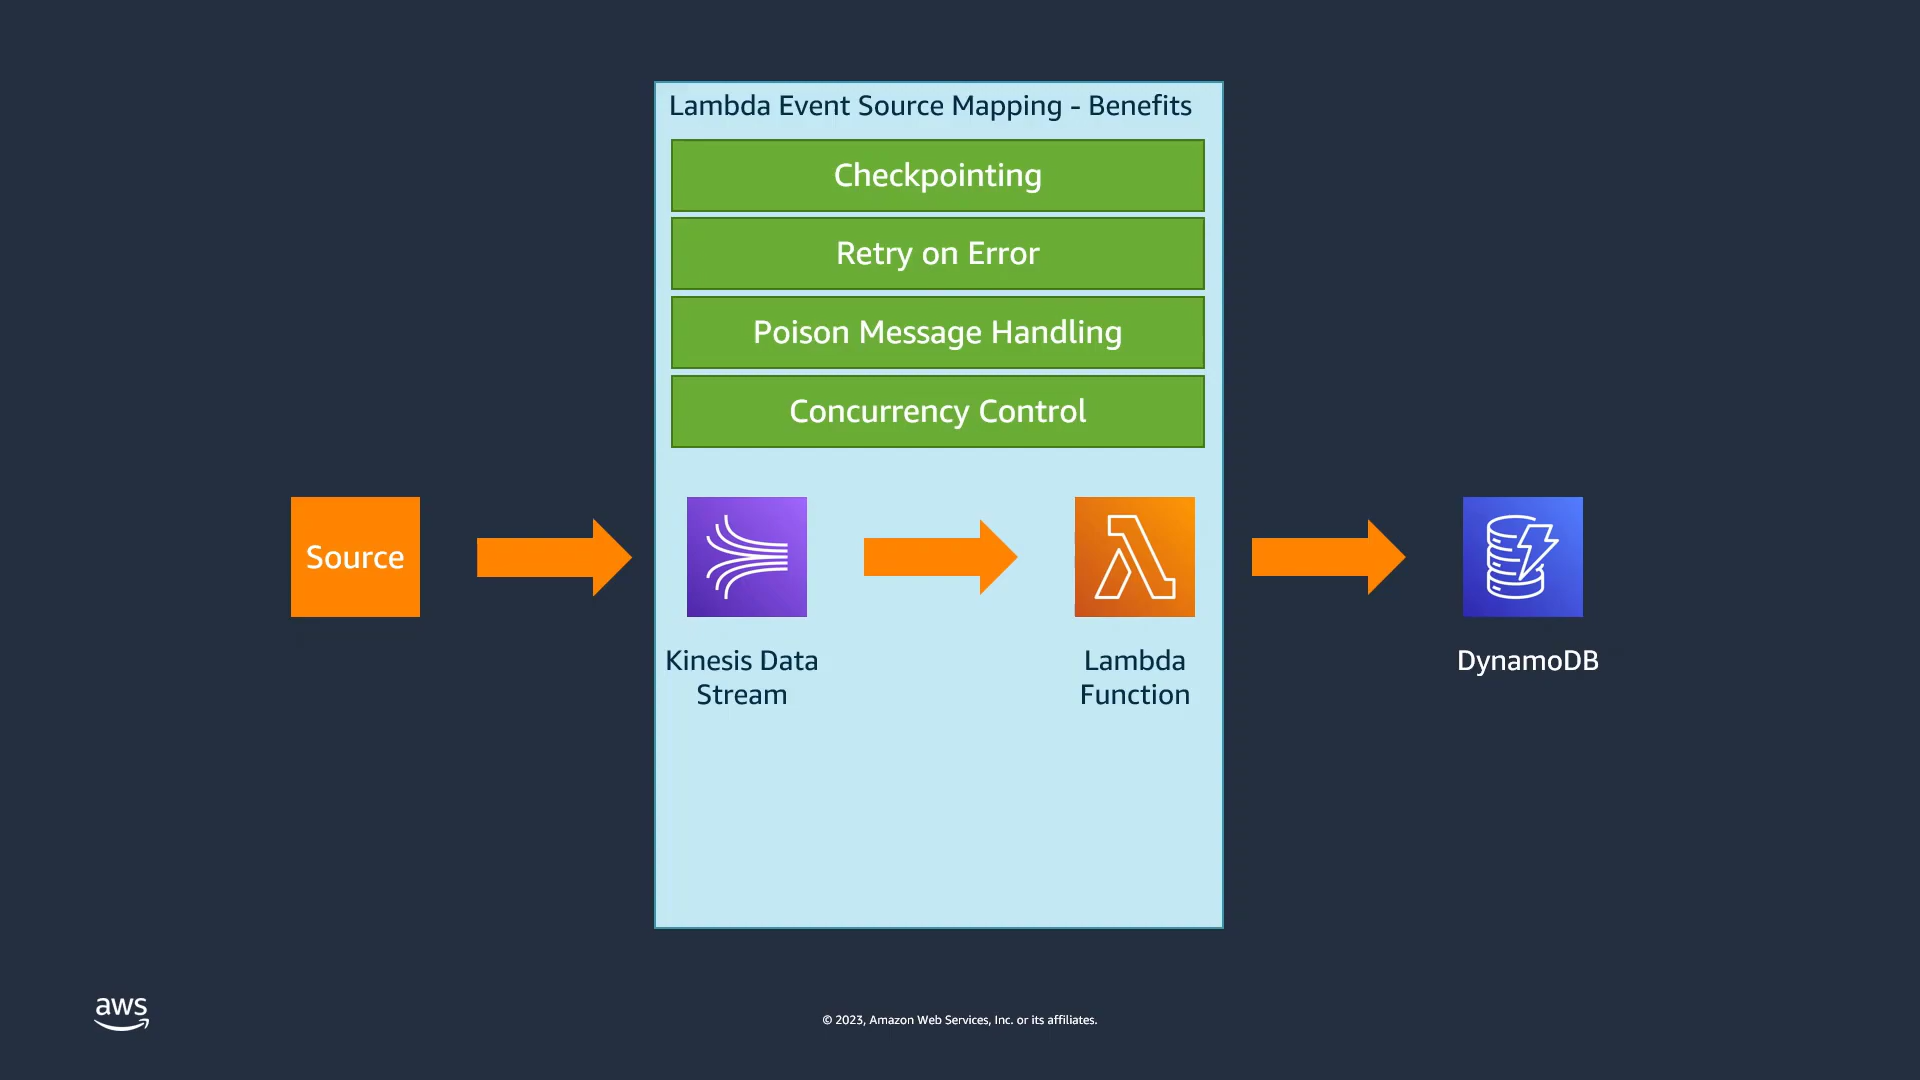 Lambda Event Source Mapping - Benefits
Checkpointing
Retry on Error
Poison Message Handling
Concurrency Control
Source
Kinesis Data
Stream
Lambda
Function
DynamoDB
aws
© 2023, Amazon Web Services, Inc. or its affiliates.